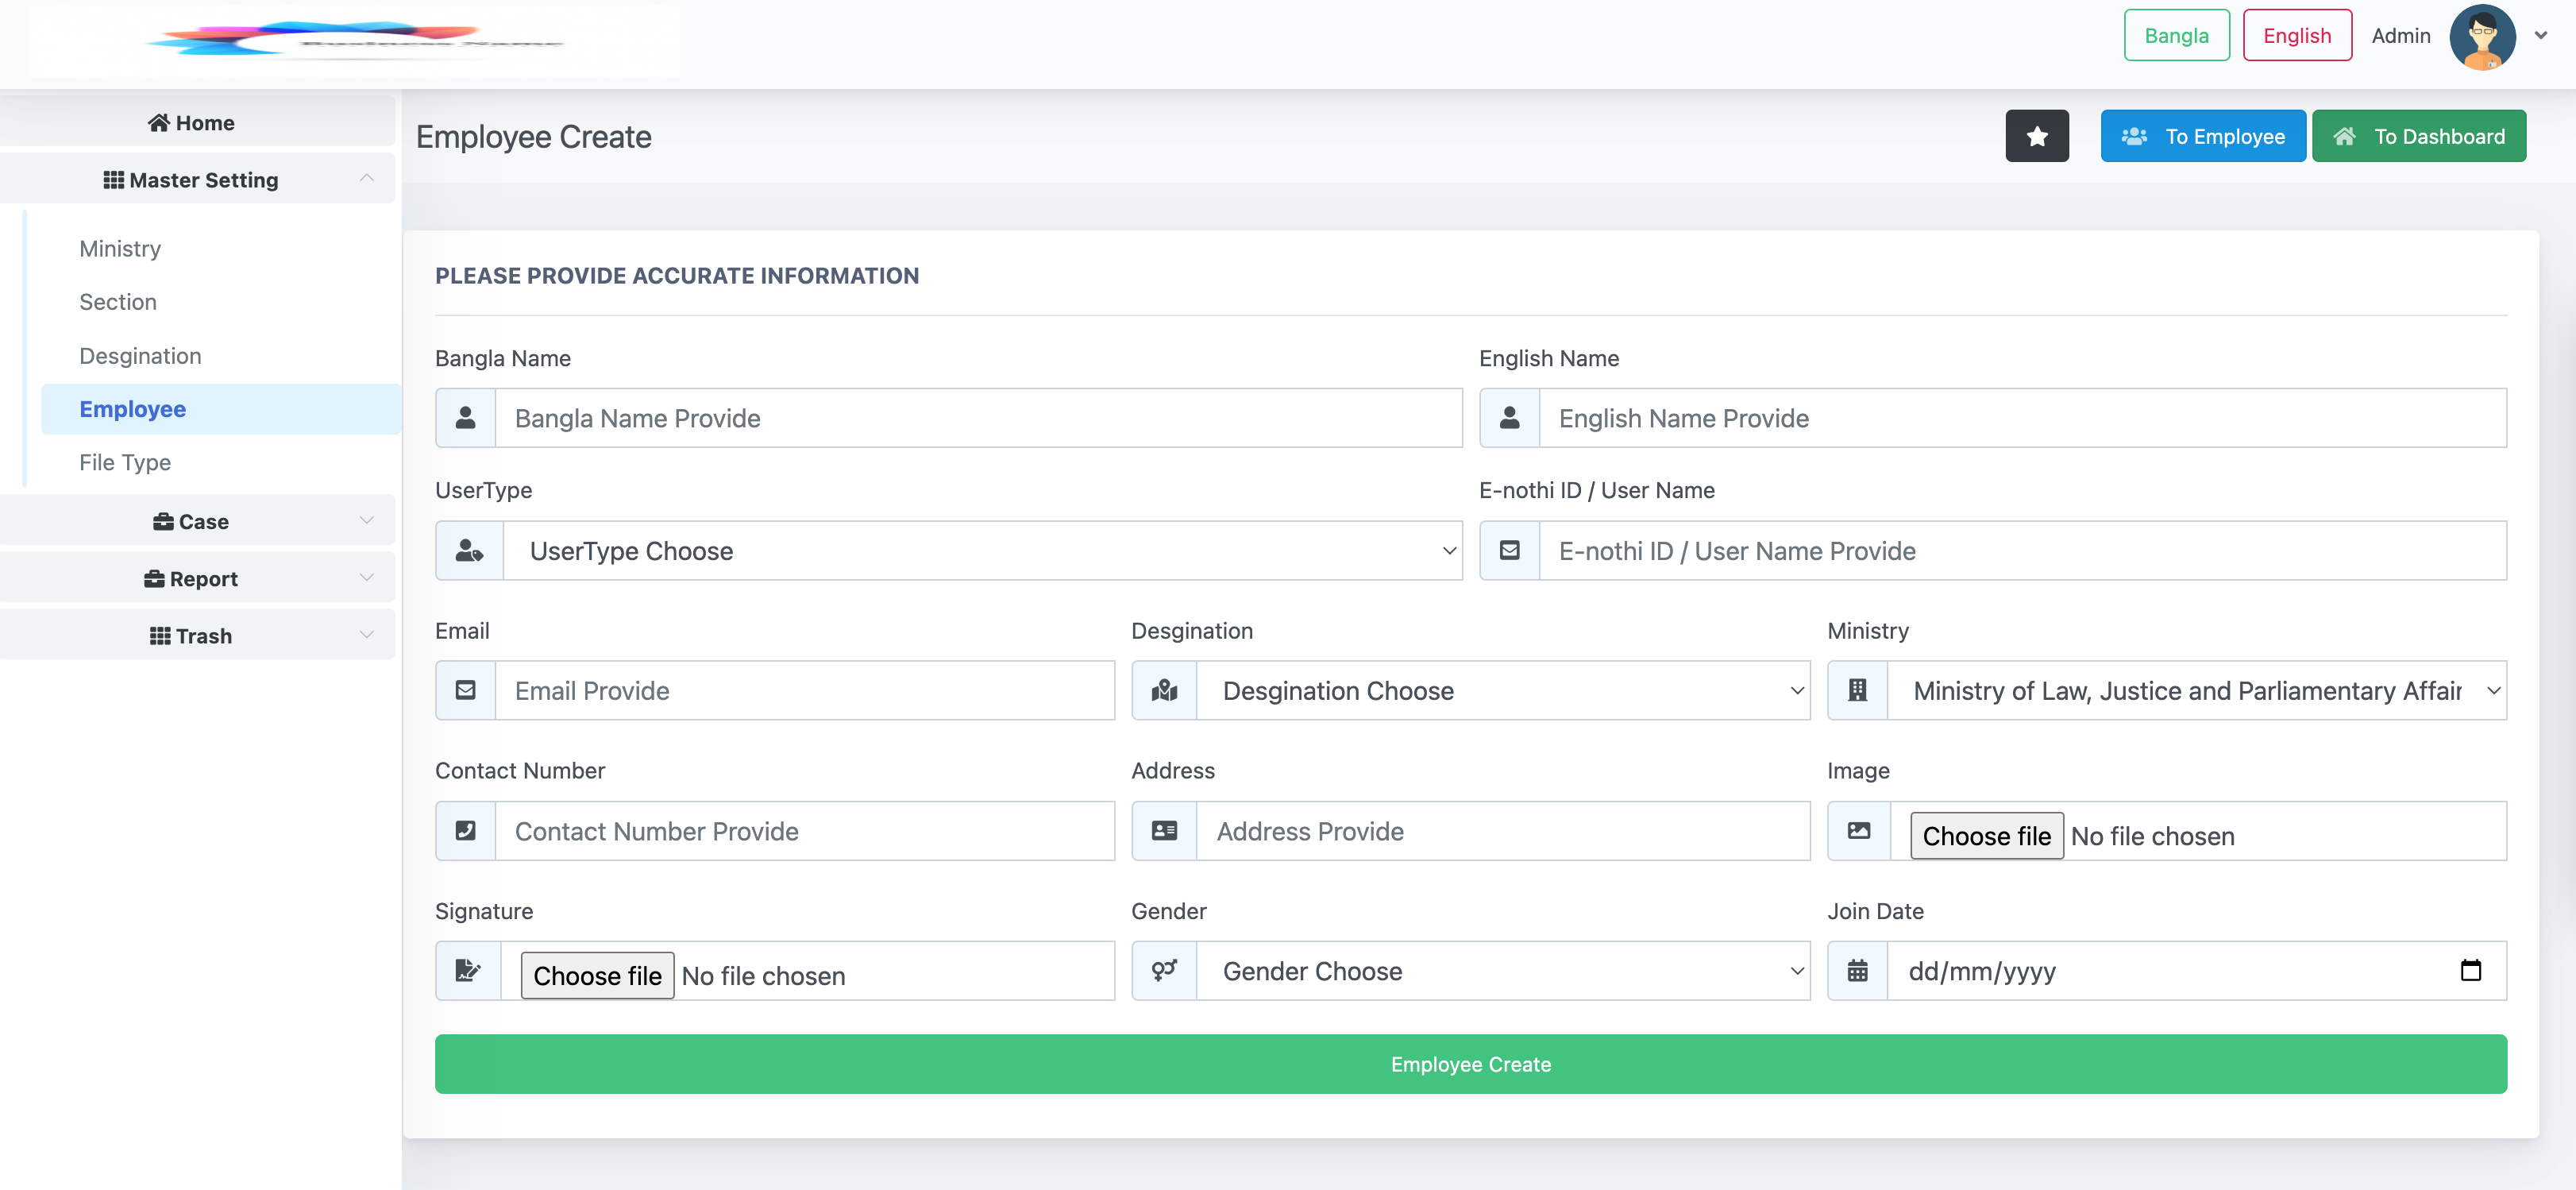 Business Name
Bangla
English
Admin
Home
Master Setting
Ministry
Section
Desgination
Employee
File Type
Case
Report
Trash
Employee Create
To Employee
To Dashboard
PLEASE PROVIDE ACCURATE INFORMATION
Bangla Name
English Name
Bangla Name Provide
English Name Provide
UserType
E-nothi ID / User Name
UserType Choose
E-nothi ID / User Name Provide
Email
Desgination
Ministry
Email Provide
Desgination Choose
Ministry of Law, Justice and Parliamentary Affair
Contact Number
Address
Image
Contact Number Provide
Address Provide
Choose file No file chosen
Signature
Gender
Join Date
Choose file No file chosen
Gender Choose
dd/mm/yyyy
Employee Create